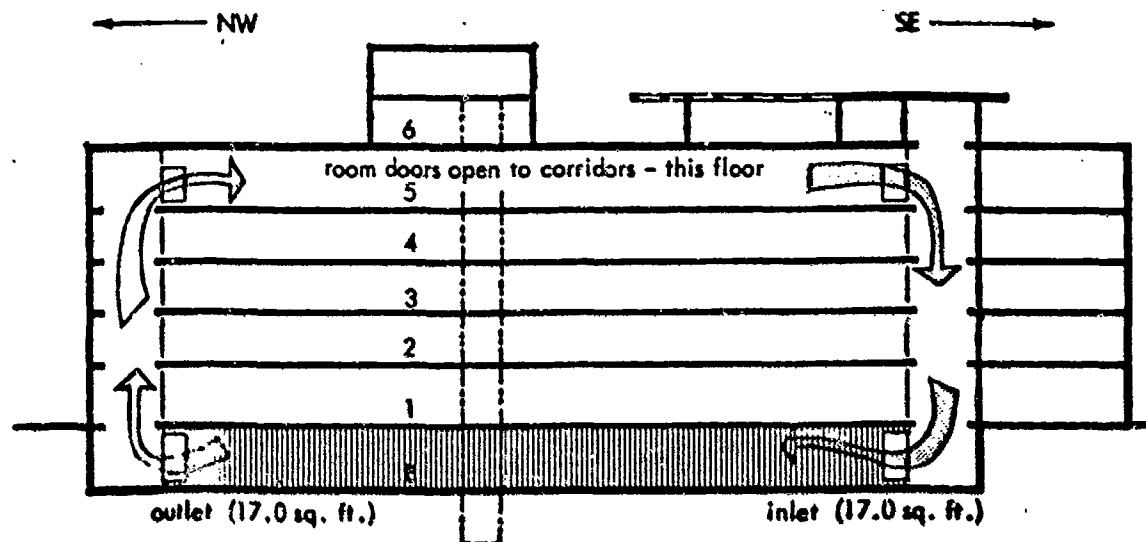 NW
SE
6
room doors open to corridors - this floor
5
4
3
2
1
outlet (17.0 sq. ft.)
inlet (17.0 sq. ft.)